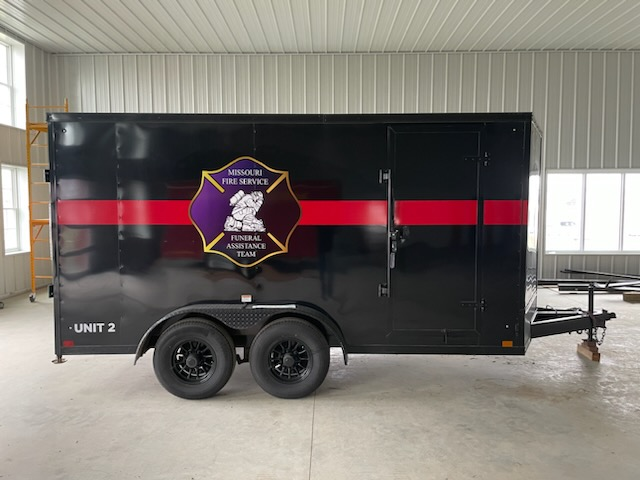 MISSOURI
FIRE SERVICE
FUNERAL
ASSISTANCE
TEAM
UNIT 2